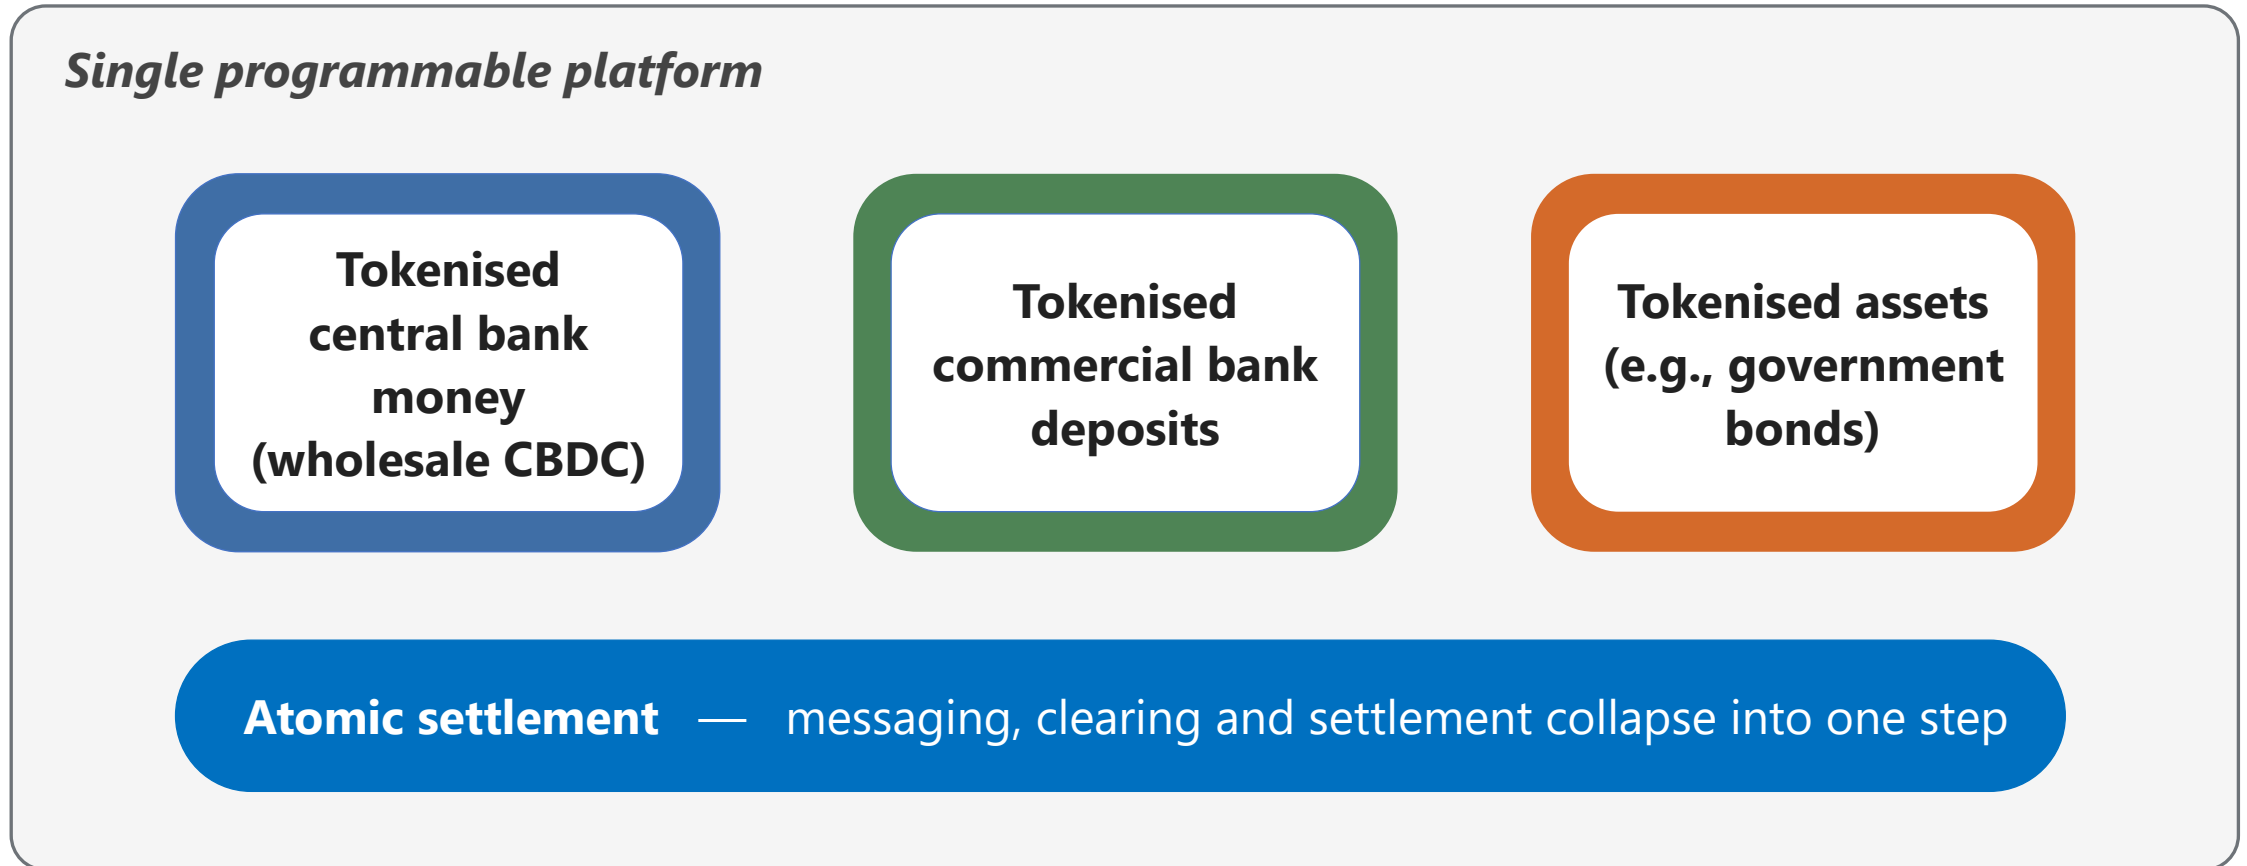 Single programmable platform
Tokenised
central bank
money
(wholesale CBDC)
Tokenised
commercial bank
deposits
Tokenised assets
(e.g., government
bonds)
Atomic settlement — messaging, clearing and settlement collapse into one step